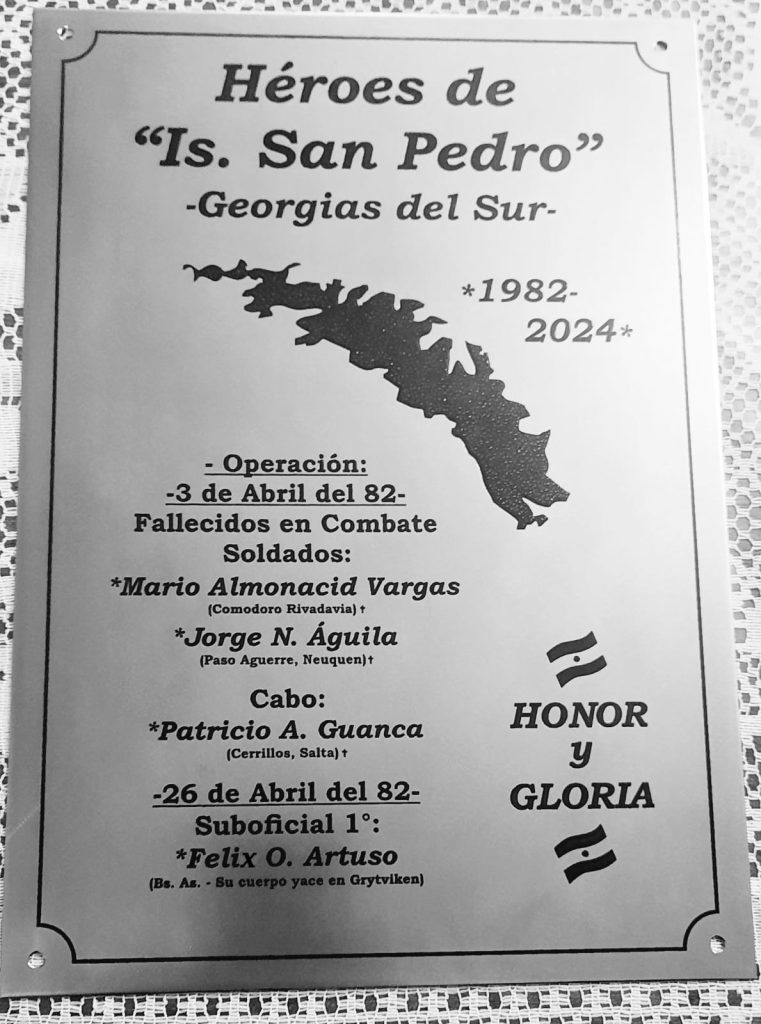 Héroes de
“Is. San Pedro”
-Georgias del Sur-
*1982-
2024*
- Operación:
-3 de Abril del 82-
Fallecidos en Combate
Soldados:
*Mario Almonacid Vargas
(Comodoro Rivadavia) †
*Jorge N. Águila
(Paso Aguerre, Neuquen)†
Cabo:
*Patricio A. Guanca
(Cerrillos, Salta) †
-26 de Abril del 82-
Suboficial 1°:
*Felix O. Artuso
(Bs. As. - Su cuerpo yace en Grytviken)
HONOR
y
GLORIA